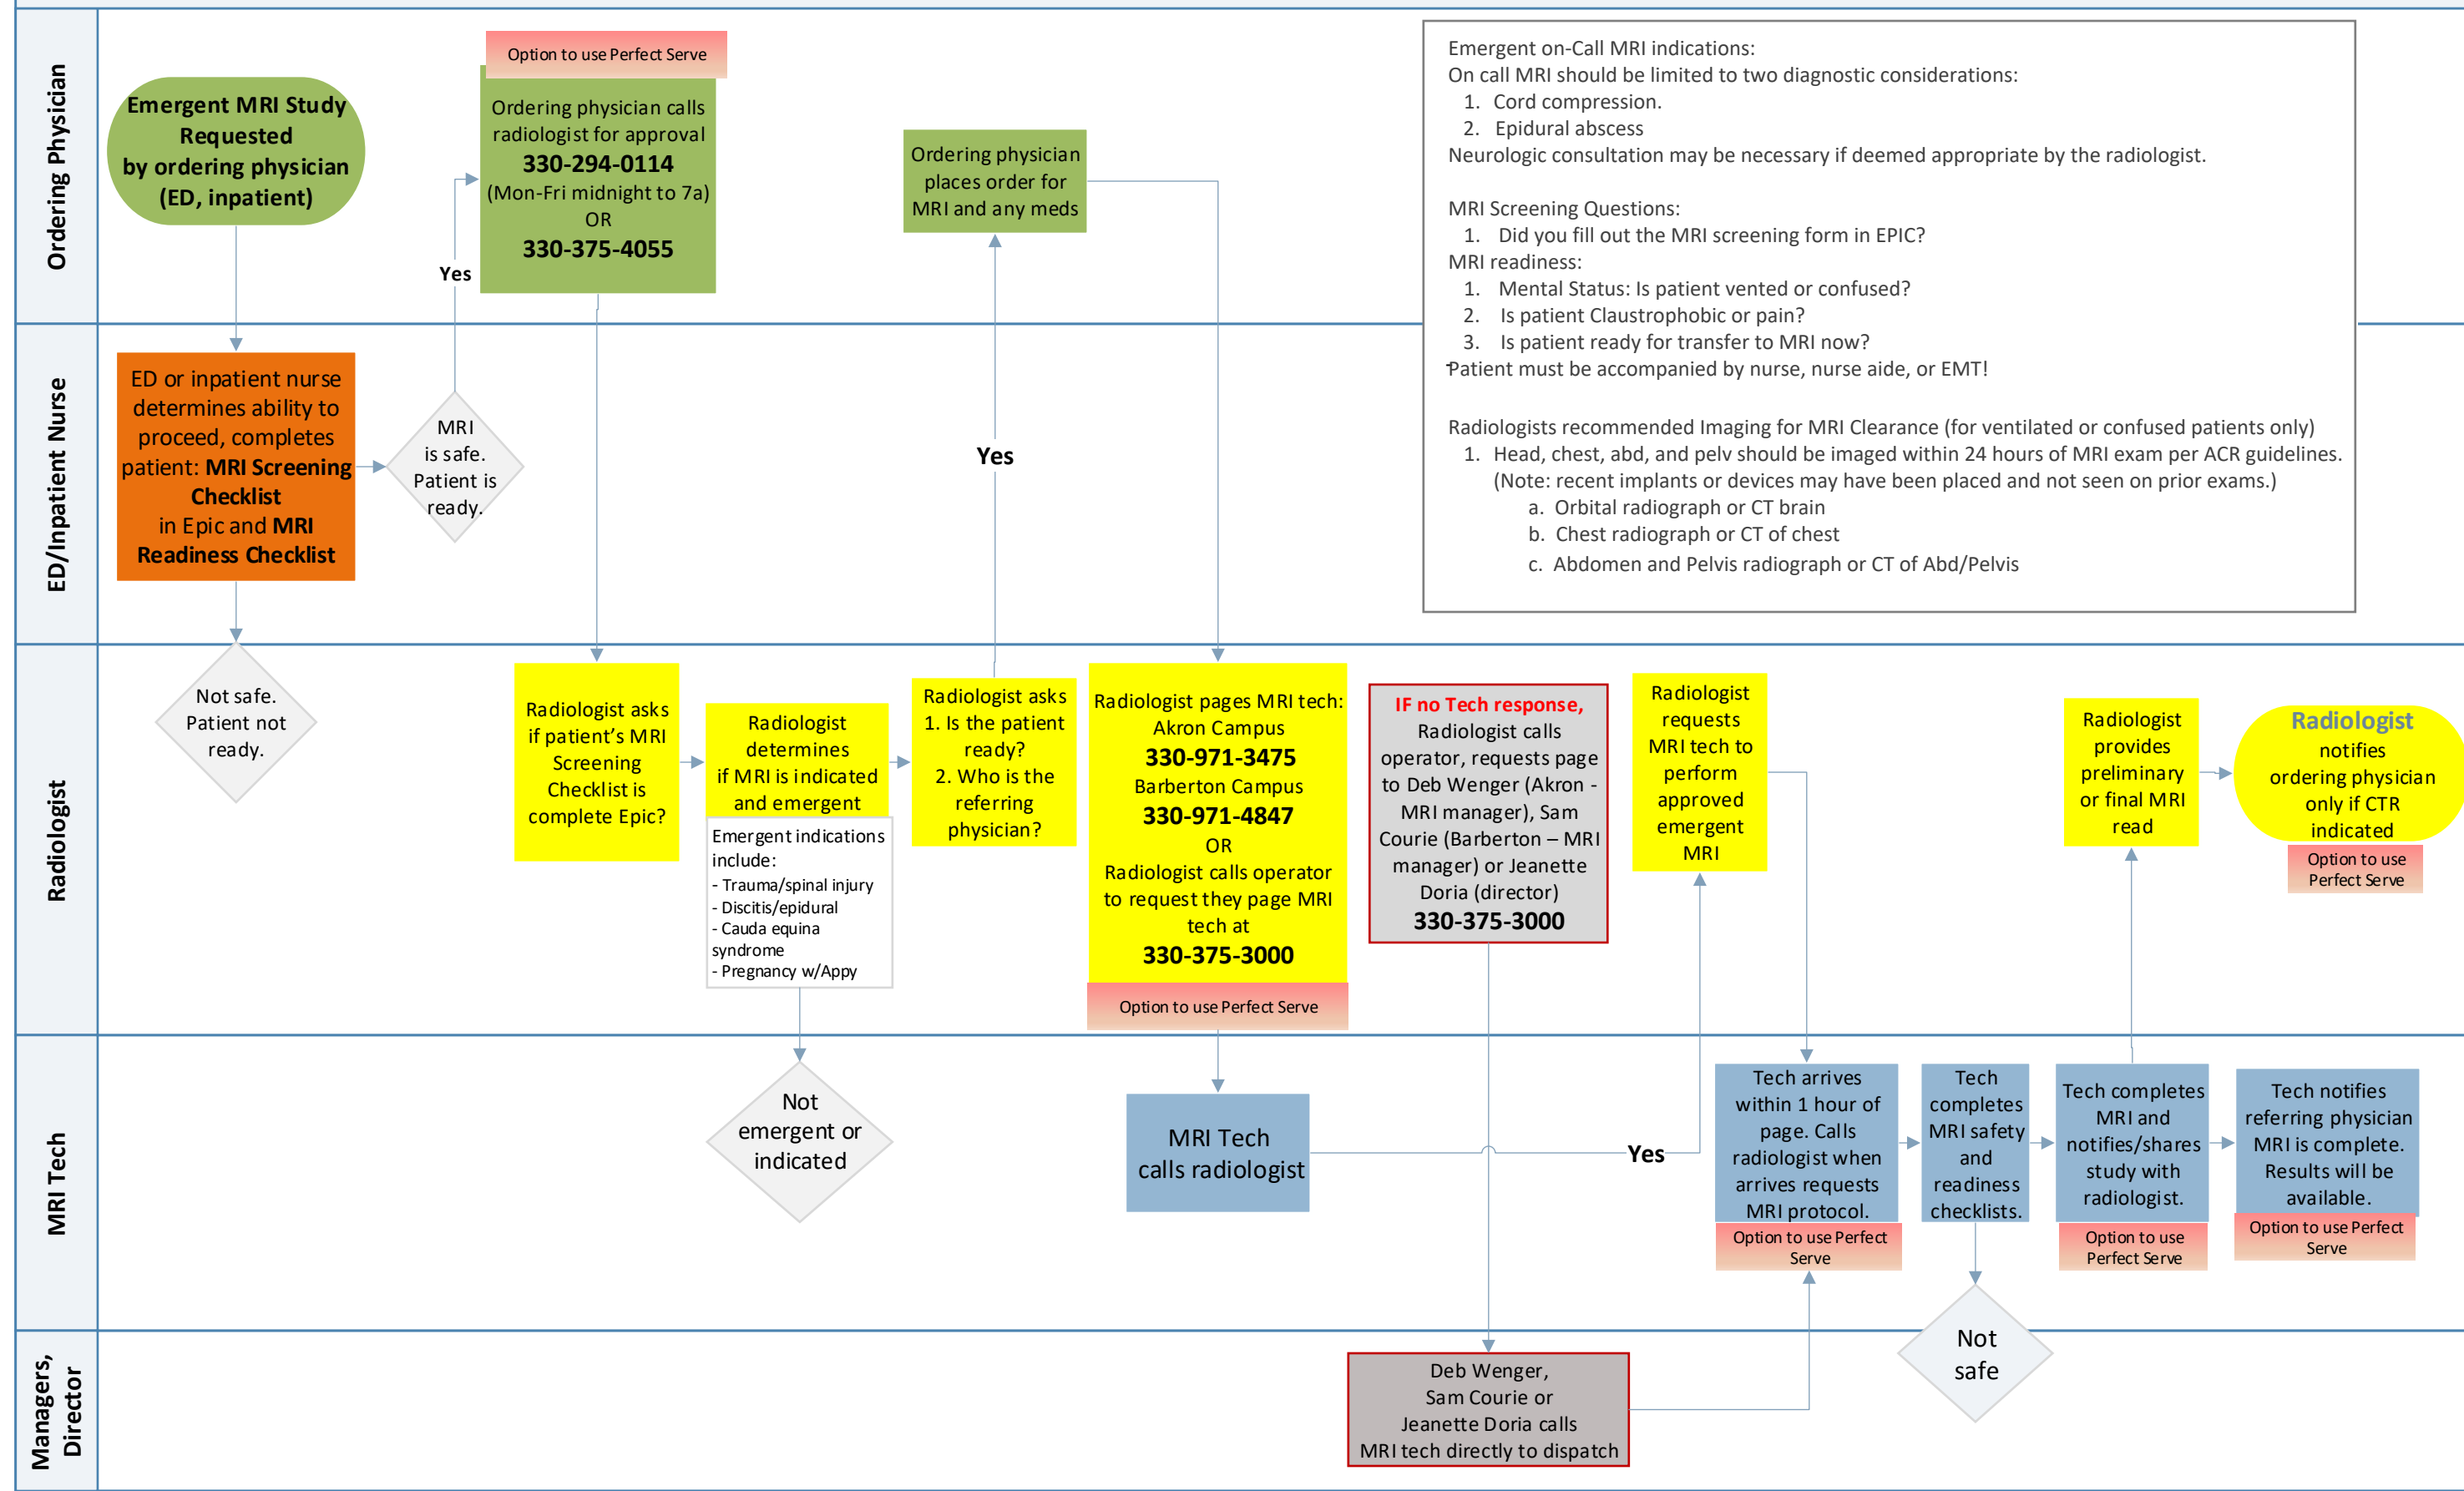 Ordering Physician
Emergent MRI Study
Requested
by ordering physician
(ED, inpatient)
Option to use Perfect Serve
Ordering physician calls
radiologist for approval
330-294-0114
(Mon-Fri midnight to 7a)
OR
330-375-4055
Yes
Ordering physician
places order for
MRI and any meds
Emergent on-Call MRI indications:
On call MRI should be limited to two diagnostic considerations:
1. Cord compression.
2. Epidural abscess
Neurologic consultation may be necessary if deemed appropriate by the radiologist.
MRI Screening Questions:
1. Did you fill out the MRI screening form in EPIC?
MRI readiness:
1. Mental Status: Is patient vented or confused?
2. Is patient Claustrophobic or pain?
3. Is patient ready for transfer to MRI now?
Patient must be accompanied by nurse, nurse aide, or EMT!
Radiologists recommended Imaging for MRI Clearance (for ventilated or confused patients only)
1. Head, chest, abd, and pelv should be imaged within 24 hours of MRI exam per ACR guidelines.
(Note: recent implants or devices may have been placed and not seen on prior exams.)
a. Orbital radiograph or CT brain
b. Chest radiograph or CT of chest
c. Abdomen and Pelvis radiograph or CT of Abd/Pelvis
ED/Inpatient Nurse
ED or inpatient nurse
determines ability to
proceed, completes
patient: MRI Screening
Checklist
in Epic and MRI
Readiness Checklist
MRI
is safe.
Patient is
ready.
Yes
Radiologist
Not safe.
Patient not
ready.
Radiologist asks
if patient's MRI
Screening
Checklist is
complete Epic?
Radiologist
determines
if MRI is indicated
and emergent
Emergent indications
include:
- Trauma/spinal injury
- Discitis/epidural
- Cauda equina
syndrome
- Pregnancy w/Appy
Radiologist asks
1. Is the patient
ready?
2. Who is the
referring
physician?
Radiologist pages MRI tech:
Akron Campus
330-971-3475
Barberton Campus
330-971-4847
OR
Radiologist calls operator
to request they page MRI
tech at
330-375-3000
Option to use Perfect Serve
IF no Tech response,
Radiologist calls
operator, requests page
to Deb Wenger (Akron -
MRI manager), Sam
Courie (Barberton – MRI
manager) or Jeanette
Doria (director)
330-375-3000
Radiologist
requests
MRI tech to
perform
approved
emergent
MRI
Radiologist
provides
preliminary
or final MRI
read
Radiologist
notifies
ordering physician
only if CTR
indicated
Option to use
Perfect Serve
MRI Tech
Not
emergent or
indicated
MRI Tech
calls radiologist
Yes
Tech arrives
within 1 hour of
page. Calls
radiologist when
arrives requests
MRI protocol.
Option to use Perfect
Serve
Tech
completes
MRI safety
and
readiness
checklists.
Tech completes
MRI and
notifies/shares
study with
radiologist.
Option to use
Perfect Serve
Tech notifies
referring physician
MRI is complete.
Results will be
available.
Option to use Perfect
Serve
Not
safe
Managers,
Director
Deb Wenger,
Sam Courie or
Jeanette Doria calls
MRI tech directly to dispatch